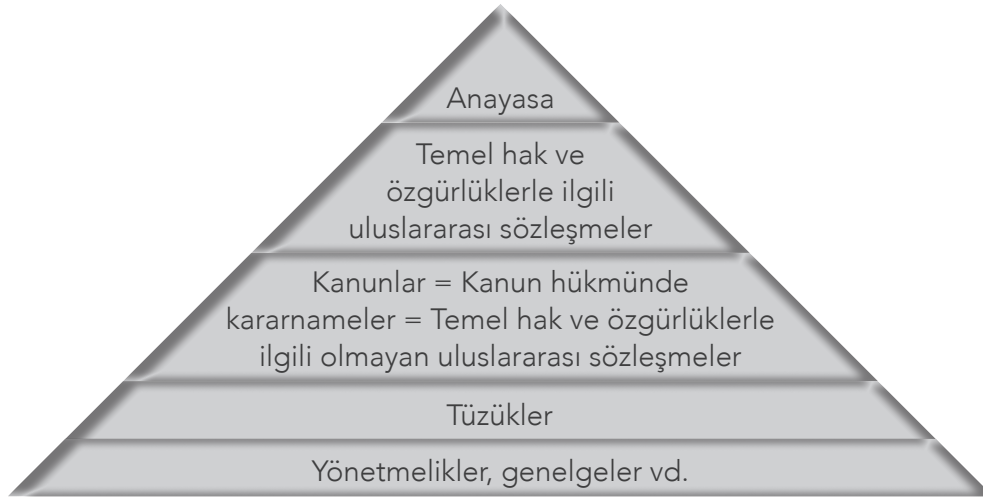 Anayasa
Temel hak ve
özgürlüklerle ilgili
uluslararası sözleşmeler
Kanunlar = Kanun hükmünde
kararnameler = Temel hak ve özgürlüklerle
ilgili olmayan uluslararası sözleşmeler
Tüzükler
Yönetmelikler, genelgeler vd.